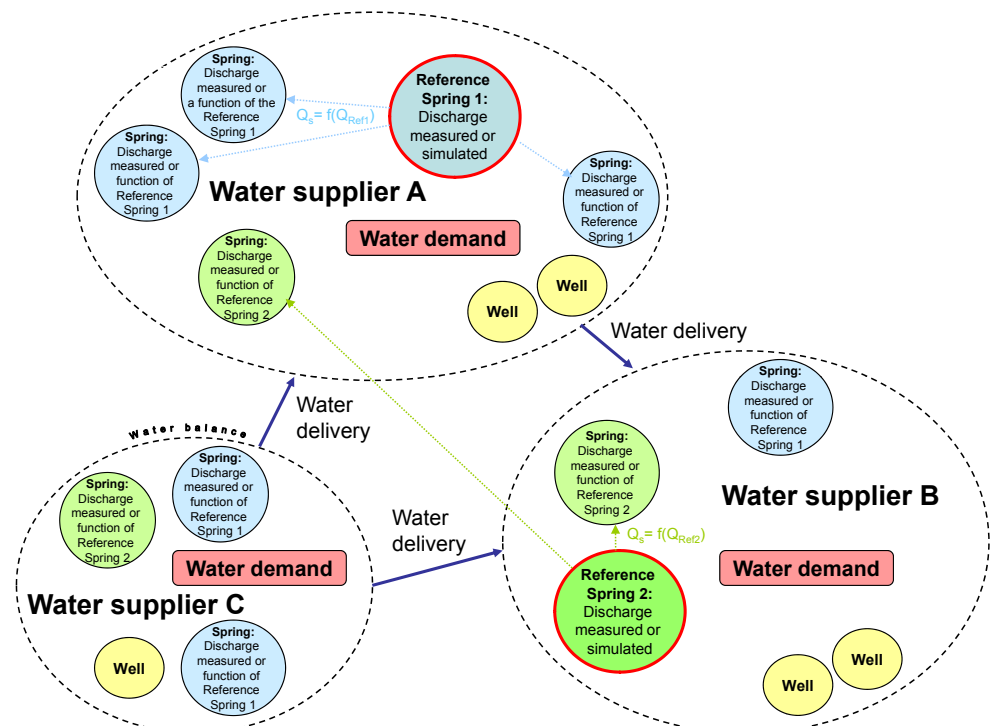 Spring:
Discharge
measured or
a function of the
Reference
Spring 1
Reference
Spring 1:
Discharge
measured or
simulated
Qs= f(QRef1)
Spring:
Discharge
measured or
function of
Reference
Spring 1
Spring:
Discharge
measured or
function of
Reference
Spring 1
Water supplier A
Water demand
Spring:
Discharge
measured or
function of
Reference
Spring 2
Well
Well
Water delivery
Water
delivery
Water balance
Spring:
Discharge
measured or
function of
Reference
Spring 1
Spring:
Discharge
measured or
function of
Reference
Spring 2
Spring:
Discharge
measured or
function of
Reference
Spring 1
Spring:
Discharge
measured or
function of
Reference
Spring 2
Water supplier B
Water
delivery
Qs= f(QRef2)
Water demand
Water demand
Reference
Spring 2:
Discharge
measured or
simulated
Water supplier C
Spring:
Discharge
measured or
function of
Reference
Spring 1
Well
Well
Well